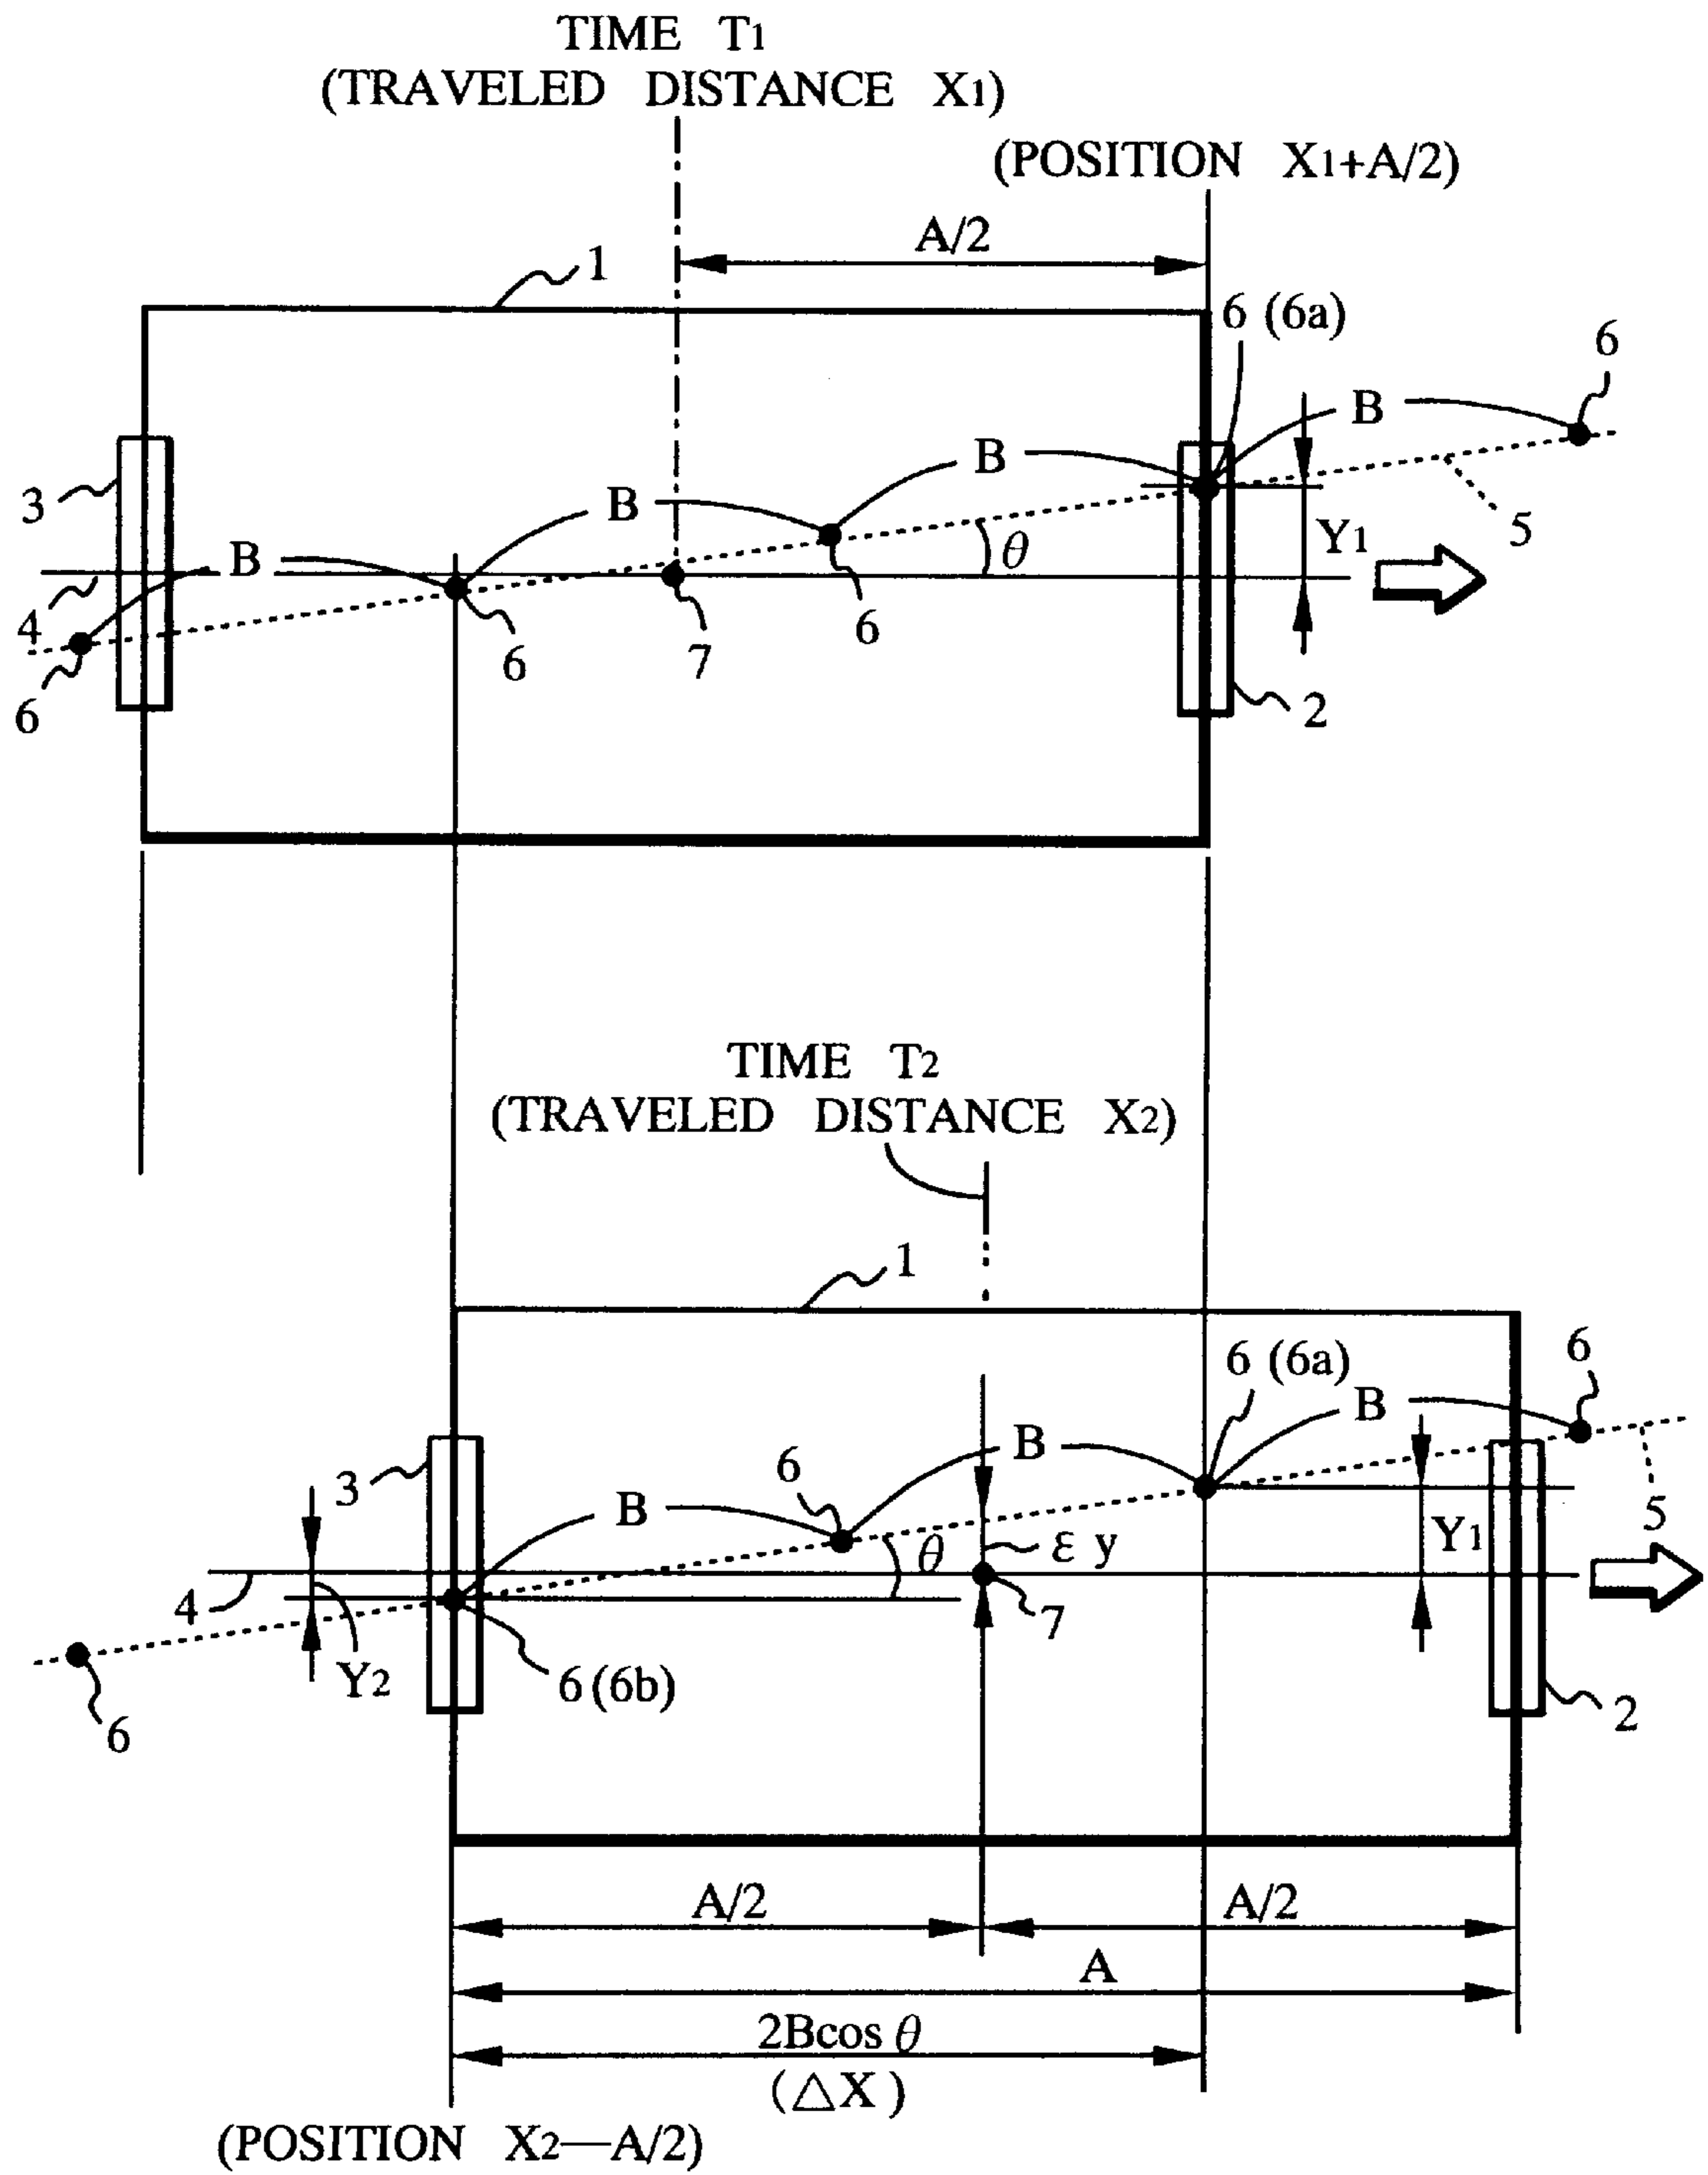 TIME T1
(TRAVELED DISTANCE X1)
(POSITION X1+A/2)
A/2
1
6 (6a)
6
B
B
3
B
5
B
θ
Y1
4
6
6
7
6
2
TIME T2
(TRAVELED DISTANCE X2)
1
6 (6a)
6
B
B
6
3
B
5
Y1
θ
ε y
4
7
Y2
6 (6b)
2
6
A/2
A/2
A
2Bcos θ
(△X)
(POSITION X2—A/2)